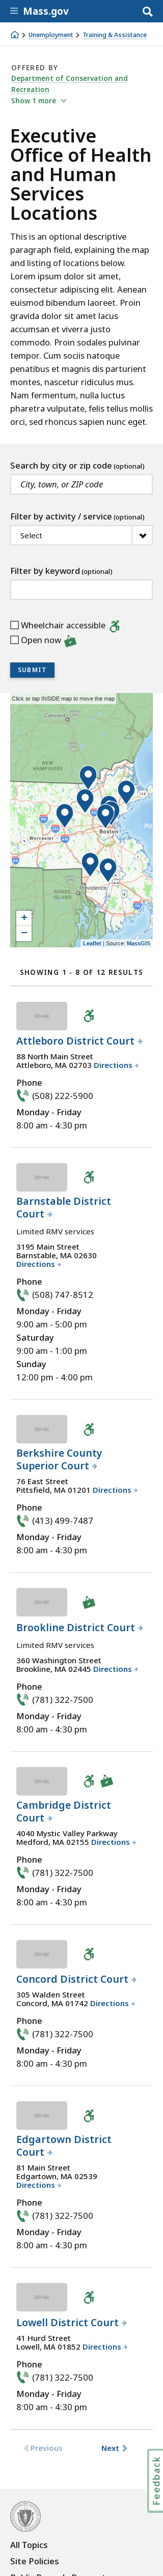 Mass.gov
Unemployment > Training & Assistance
OFFERED BY
Department of Conservation and
Recreation
Show 1 more
Executive
Office of Health
and Human
Services
Locations
This is an optional descriptive
paragraph, explaining the map
and listing of locations below.
Lorem ipsum dolor sit amet,
consectetur adipiscing elit. Aenean
euismod bibendum laoreet. Proin
gravida dolor sit amet lacus
accumsan et viverra justo
commodo. Proin sodales pulvinar
tempor. Cum sociis natoque
penatibus et magnis dis parturient
montes, nascetur ridiculus mus.
Nam fermentum, nulla luctus
pharetra vulputate, felis tellus mollis
orci, sed rhoncus sapien nunc eget.
Search by city or zip code (optional)
City, town, or ZIP code
Filter by activity / service (optional)
Select
Filter by keyword (optional)
Wheelchair accessible
Open now
SUBMIT
Click or tap INSIDE map to move the map
Concord
NEW
HAMPSHIRE
Worcester
Boston
Providence
RHODE
ISLAND
+
−
Leaflet | Source: MassGIS
SHOWING 1 - 8 OF 12 RESULTS
Attleboro District Court
88 North Main Street
Attleboro, MA 02703 Directions
Phone
(508) 222-5900
Monday - Friday
8:00 am - 4:30 pm
Barnstable District
Court
Limited RMV services
3195 Main Street
Barnstable, MA 02630
Directions
Phone
(508) 747-8512
Monday - Friday
9:00 am - 5:00 pm
Saturday
9:00 am - 1:00 pm
Sunday
12:00 pm - 4:00 pm
Berkshire County
Superior Court
76 East Street
Pittsfield, MA 01201 Directions
Phone
(413) 499-7487
Monday - Friday
8:00 am - 4:30 pm
Brookline District Court
Limited RMV services
360 Washington Street
Brookline, MA 02445 Directions
Phone
(781) 322-7500
Monday - Friday
8:00 am - 4:30 pm
Cambridge District
Court
4040 Mystic Valley Parkway
Medford, MA 02155 Directions
Phone
(781) 322-7500
Monday - Friday
8:00 am - 4:30 pm
Concord District Court
305 Walden Street
Concord, MA 01742 Directions
Phone
(781) 322-7500
Monday - Friday
8:00 am - 4:30 pm
Edgartown District
Court
81 Main Street
Edgartown, MA 02539
Directions
Phone
(781) 322-7500
Monday - Friday
8:00 am - 4:30 pm
Lowell District Court
41 Hurd Street
Lowell, MA 01852 Directions
Phone
(781) 322-7500
Monday - Friday
8:00 am - 4:30 pm
Previous
Next
Feedback
All Topics
Site Policies